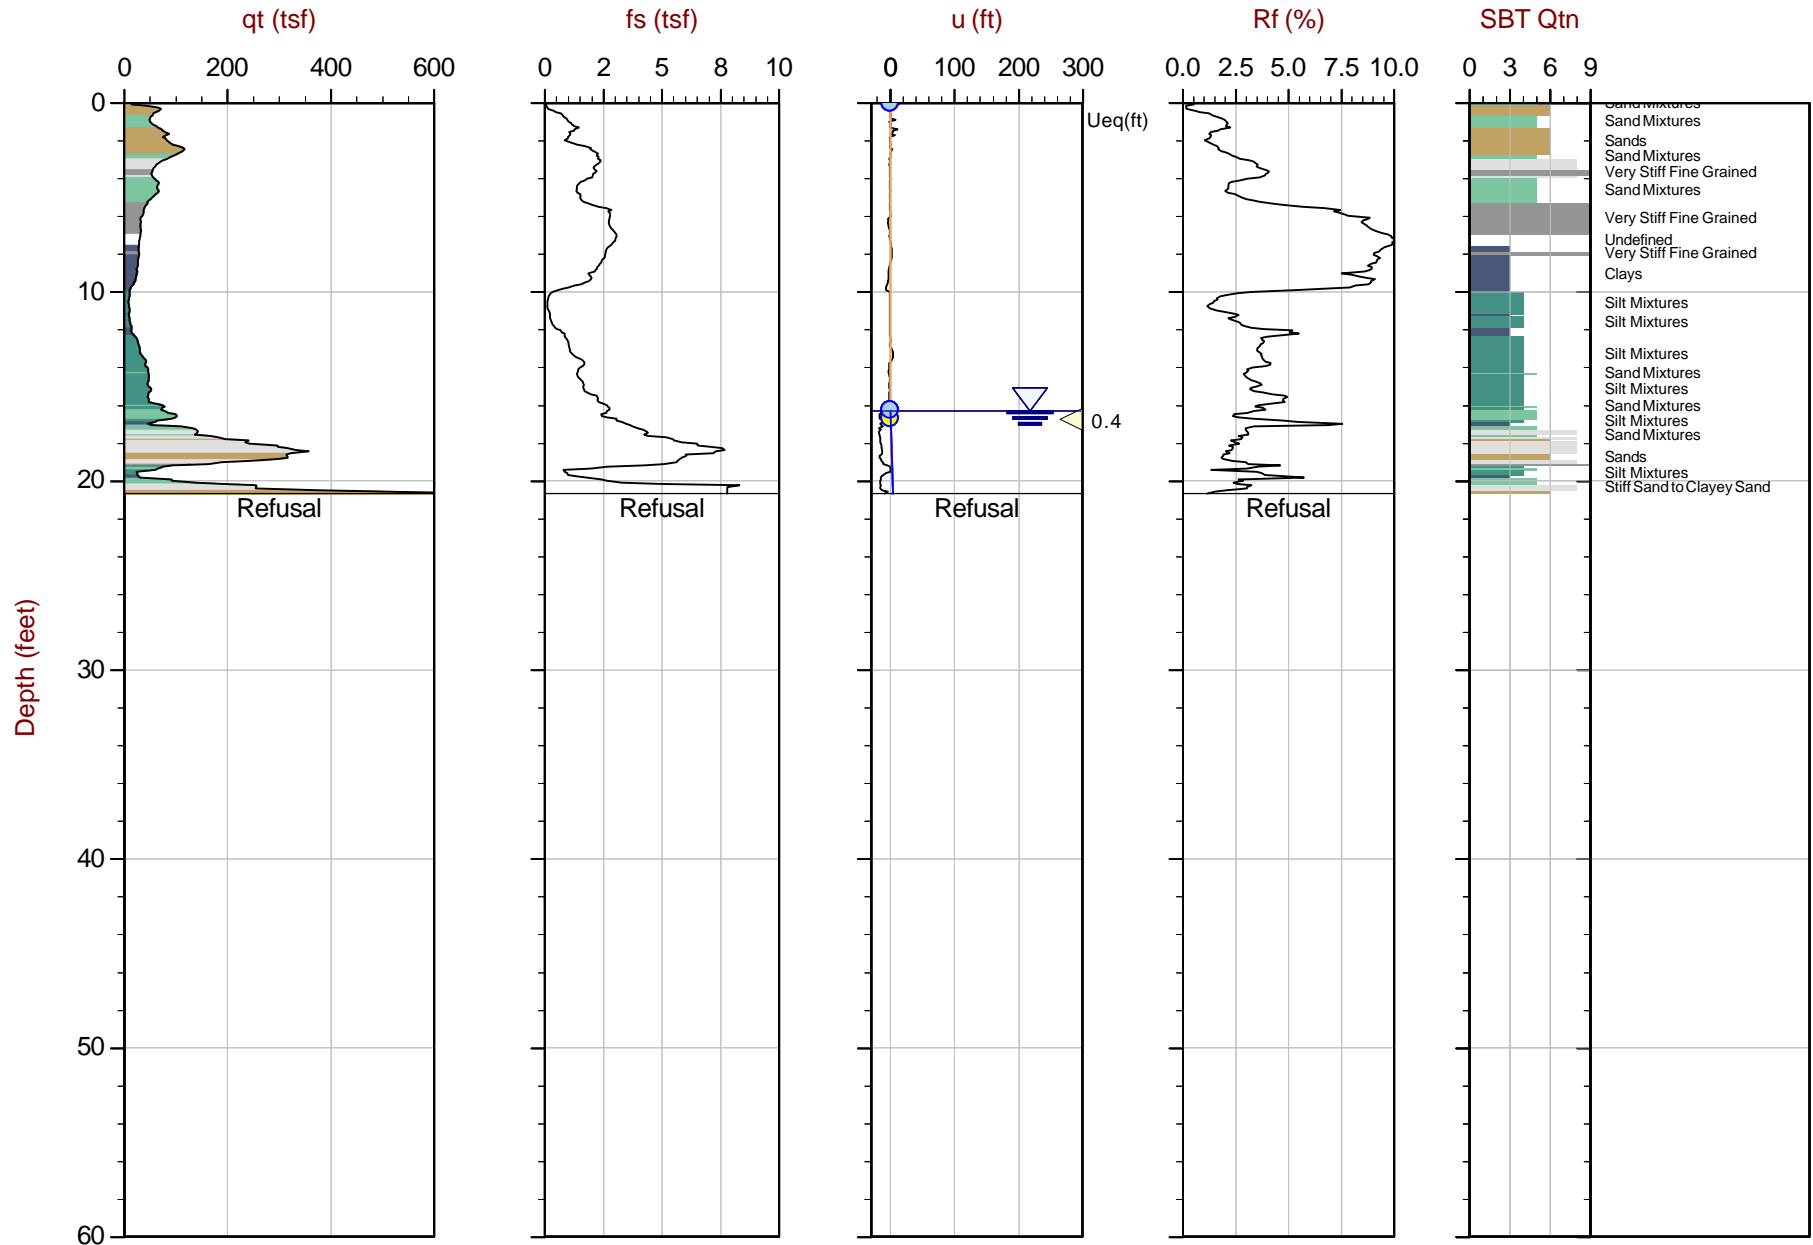 qt (tsf) fs (tsf) u (ft) Rf (%) SBT Qtn
0 200 400 600 0 2 5 8 10 0 0 100 200 300 0.0 2.5 5.0 7.5 10.0 0 3 6 9
0
10
20
30
40
50
60
Depth (feet)
Ueq(ft)
0.4
Refusal Refusal Refusal Refusal
Sand Mixtures
Sand Mixtures
Sands
Sand Mixtures
Very Stiff Fine Grained
Sand Mixtures
Very Stiff Fine Grained
Undefined
Very Stiff Fine Grained
Clays
Silt Mixtures
Silt Mixtures
Silt Mixtures
Sand Mixtures
Silt Mixtures
Sand Mixtures
Silt Mixtures
Sand Mixtures
Sands
Silt Mixtures
Stiff Sand to Clayey Sand